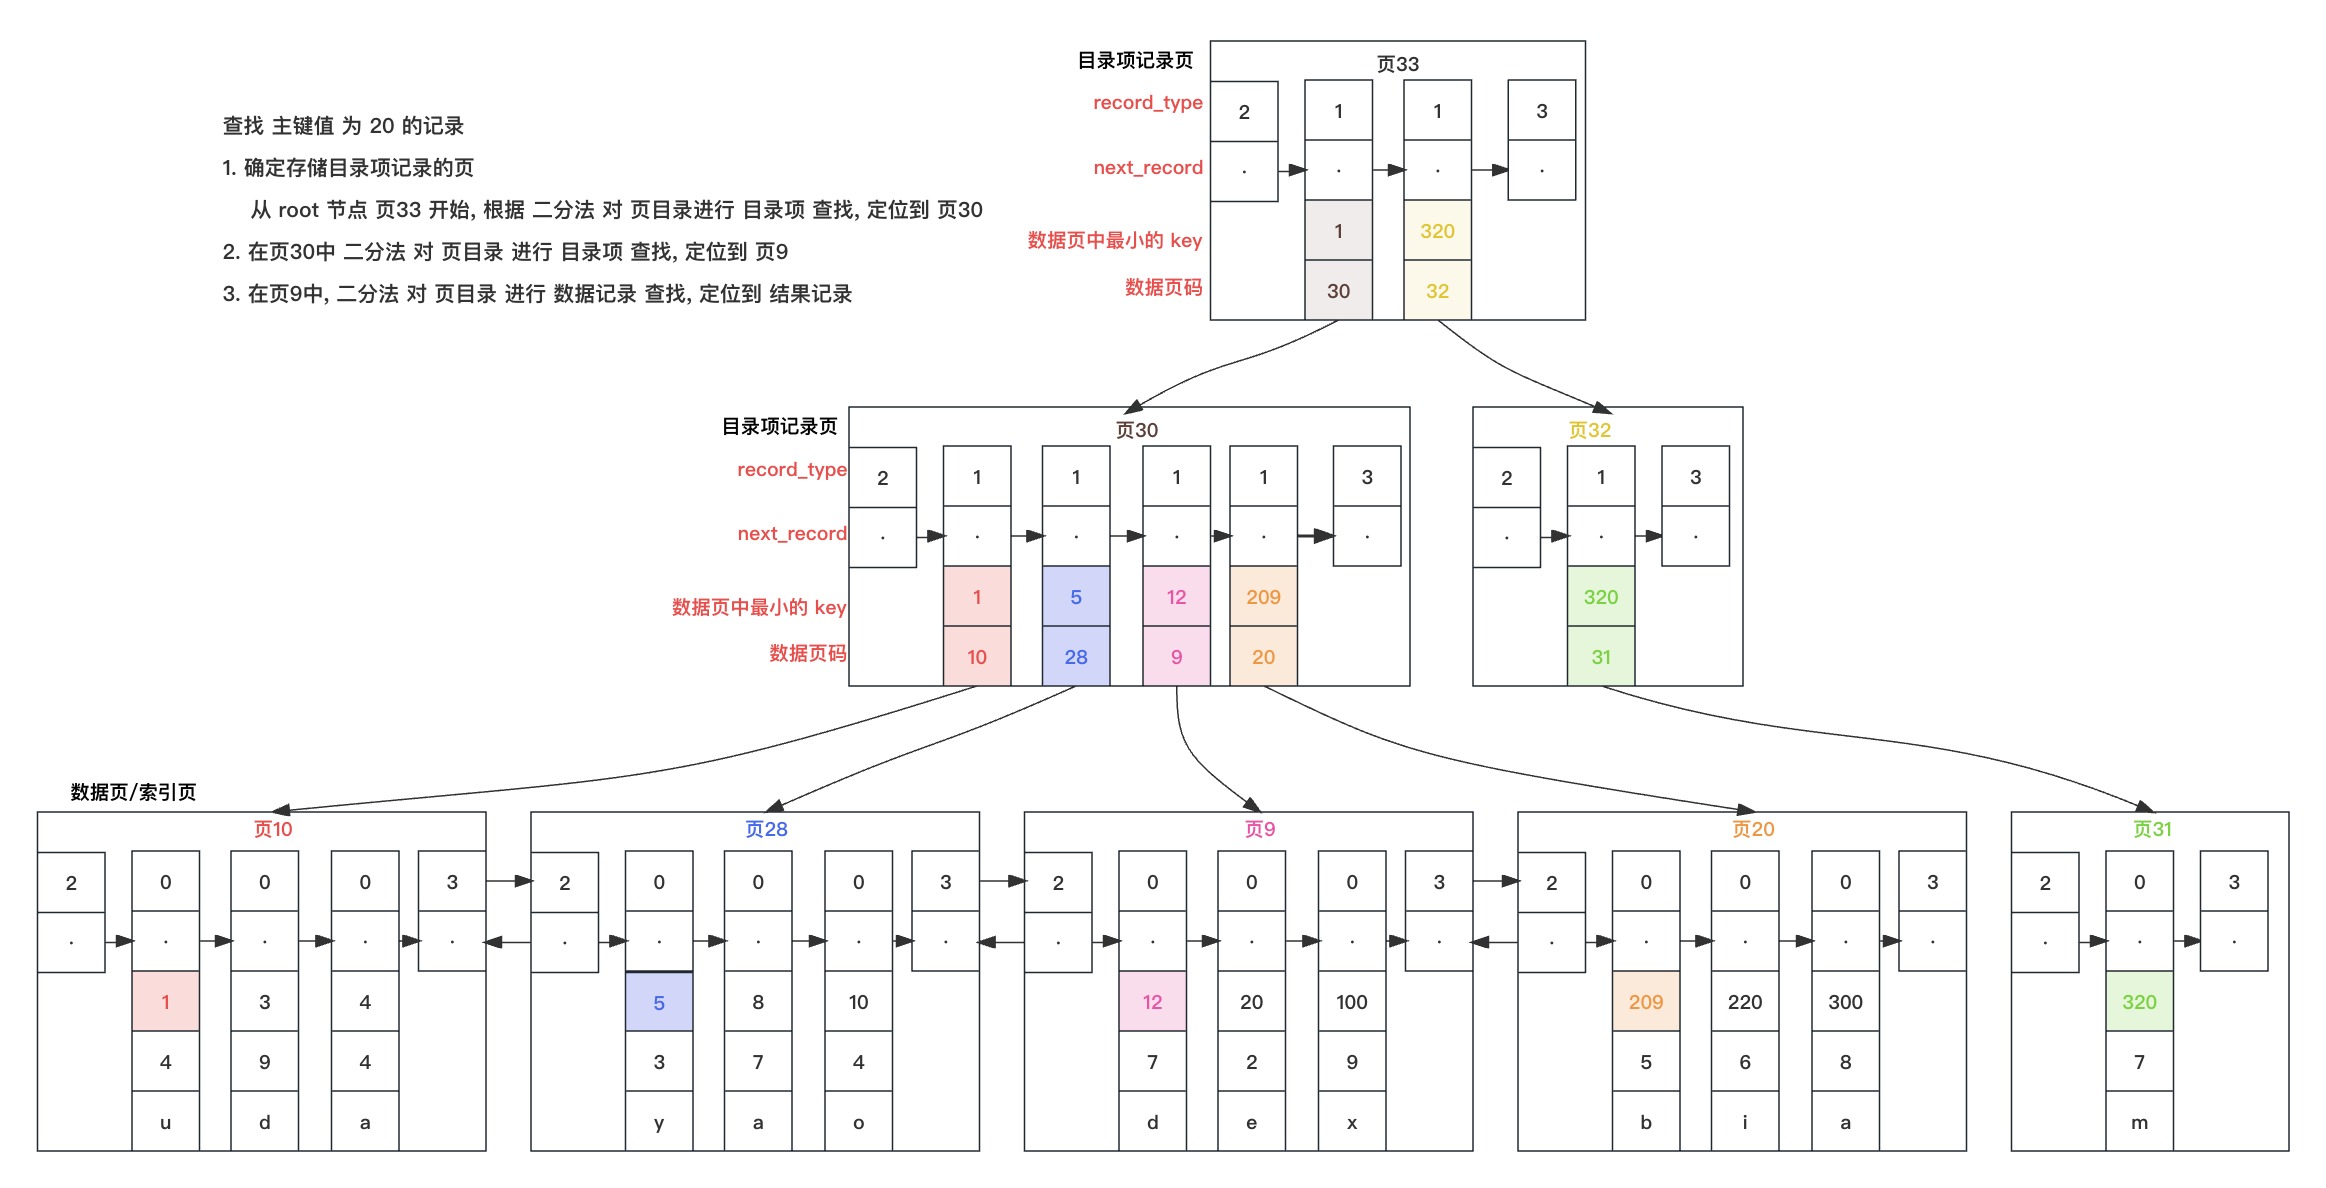 查找 主键值 为 20 的记录
1. 确定存储目录项记录的页
从 root 节点 页33 开始, 根据 二分法 对 页目录进行 目录项 查找, 定位到 页30
2. 在页30中 二分法 对 页目录 进行 目录项 查找, 定位到 页9
3. 在页9中, 二分法 对 页目录 进行 数据记录 查找, 定位到 结果记录
目录项记录页
页33
record_type 2 1 1 3
next_record · · · ·
数据页中最小的 key 1 320
数据页码 30 32
目录项记录页
页30
record_type 2 1 1 1 1 3
next_record · · · · · ·
数据页中最小的 key 1 5 12 209
数据页码 10 28 9 20
页32
2 1 3
· · ·
320
31
数据页/索引页
页10
2 0 0 0 3
· · · · ·
1 3 4
4 9 4
u d a
页28
2 0 0 0 3
· · · · ·
5 8 10
3 7 4
y a o
页9
2 0 0 0 3
· · · · ·
12 20 100
7 2 9
d e x
页20
2 0 0 0 3
· · · · ·
209 220 300
5 6 8
b i a
页31
2 0 3
· · ·
320
7
m